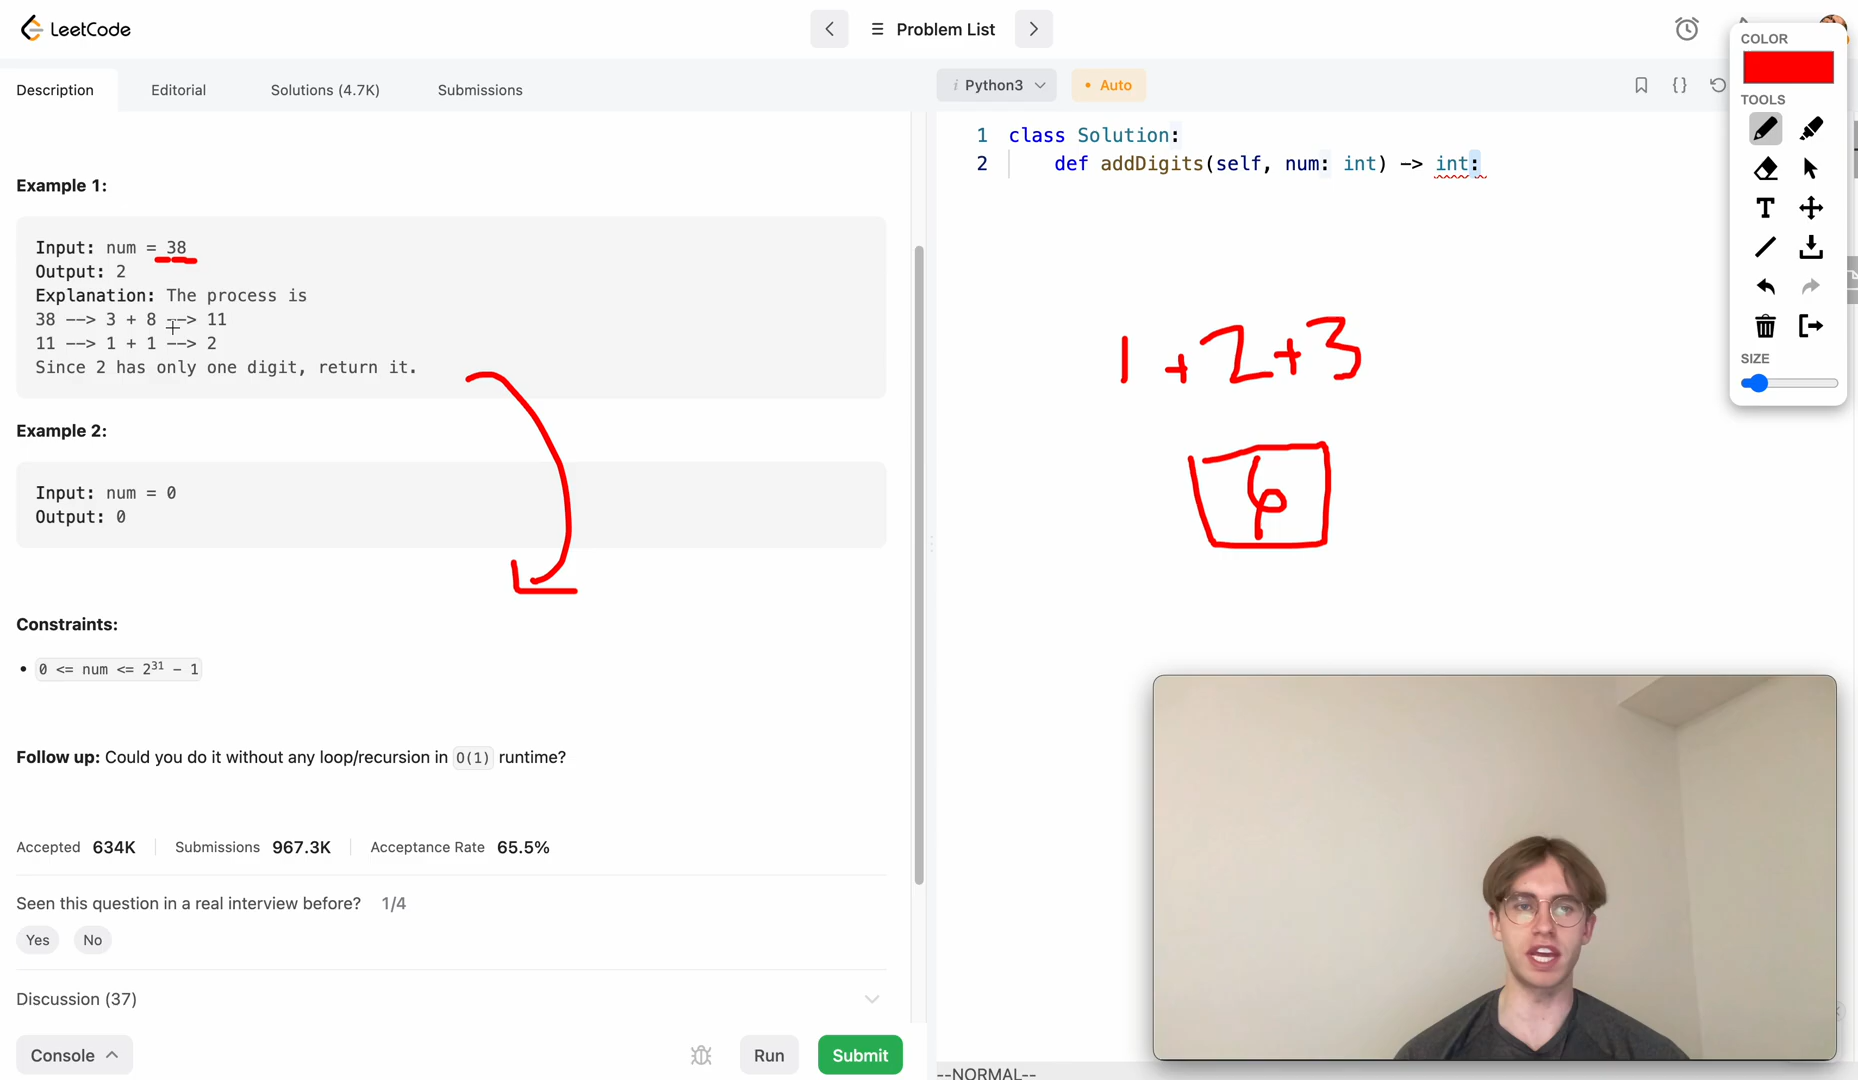 LeetCode
Problem List
Description Editorial Solutions (4.7K) Submissions
Example 1:
Input: num = 38
Output: 2
Explanation: The process is
38 --> 3 + 8 --> 11
11 --> 1 + 1 --> 2
Since 2 has only one digit, return it.
Example 2:
Input: num = 0
Output: 0
Constraints:
• 0 <= num <= 2³¹ - 1
Follow up: Could you do it without any loop/recursion in O(1) runtime?
Accepted 634K Submissions 967.3K Acceptance Rate 65.5%
Seen this question in a real interview before? 1/4
Yes No
Discussion (37)
Console Run Submit
i Python3 • Auto {}
1 class Solution:
2 def addDigits(self, num: int) -> int:
1 + 2 + 3
6
--NORMAL--
COLOR
TOOLS
T
SIZE